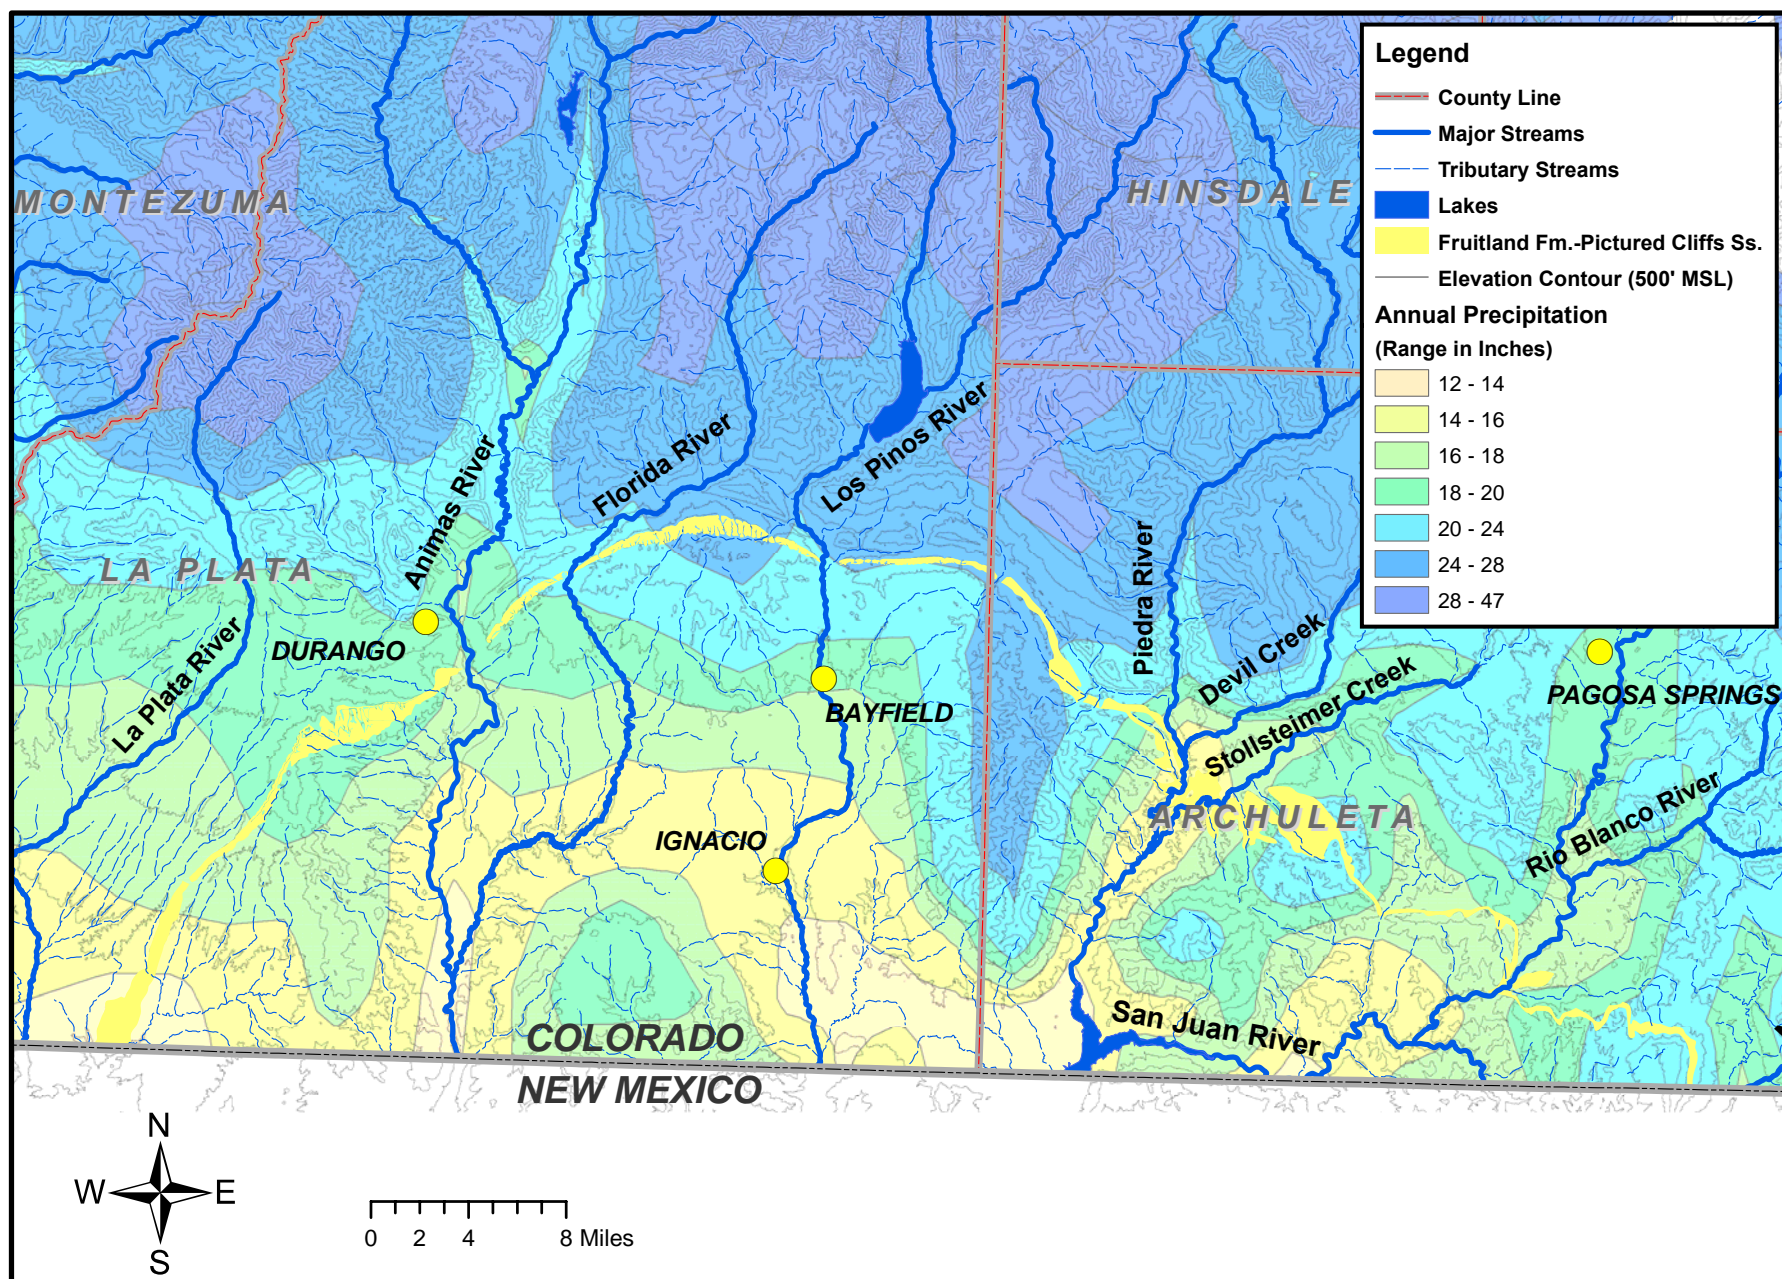 Legend
County Line
Major Streams
Tributary Streams
Lakes
Fruitland Fm.-Pictured Cliffs Ss.
Elevation Contour (500' MSL)
Annual Precipitation
(Range in Inches)
12 - 14
14 - 16
16 - 18
18 - 20
20 - 24
24 - 28
28 - 47
MONTEZUMA
HINSDALE
Animas River
Florida River
Los Pinos River
LA PLATA
La Plata River
DURANGO
Piedra River
Devil Creek
Stollsteimer Creek
PAGOSA SPRINGS
BAYFIELD
ARCHULETA
IGNACIO
Rio Blanco River
San Juan River
COLORADO
NEW MEXICO
N
W E
S
0 2 4 8 Miles